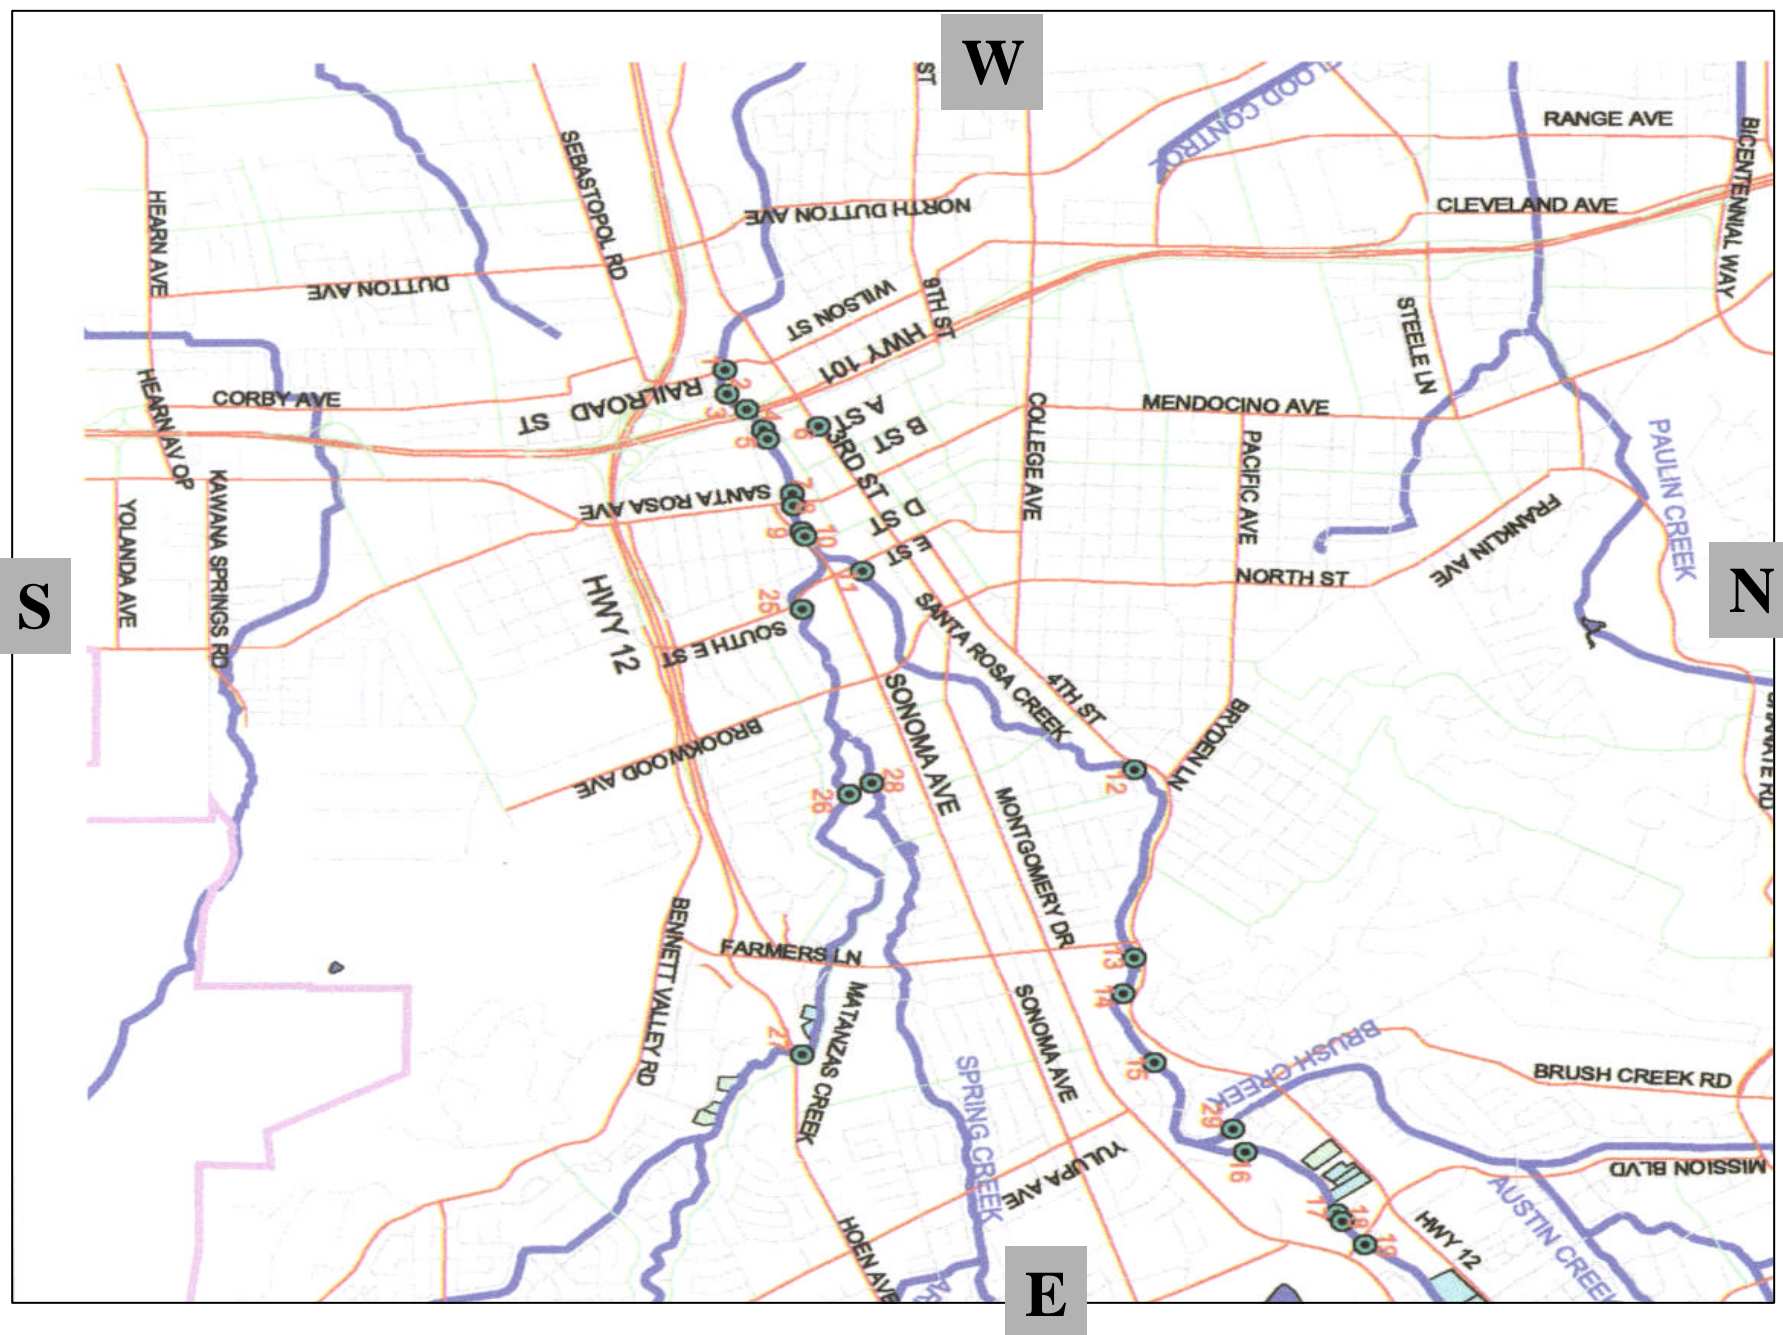 W
ST
FLOOD CONTROL
RANGE AVE
BICENTENNIAL WAY
SEBASTOPOL RD
HEARN AVE
NORTH DUTTON AVE
CLEVELAND AVE
DUTTON AVE
WILSON ST
9TH ST
HWY 101
STEELE LN
HEARN AV OP
CORBY AVE
RAILROAD ST
1
2
3
4
5
6
A ST
B ST
3RD ST
COLLEGE AVE
MENDOCINO AVE
PACIFIC AVE
PAULIN CREEK
YOLANDA AVE
KAWANA SPRINGS RD
SANTA ROSA AVE
7
8
9
10
D ST
E ST
11
FRANKLIN AVE
NORTH ST
S
N
HWY 12
25
SOUTH E ST
SANTA ROSA CREEK
4TH ST
SONOMA AVE
BROOKWOOD AVE
BRYDEN LN
12
26
28
MONTGOMERY DR
BENNETT VALLEY RD
FARMERS LN
13
14
MATANZAS CREEK
SONOMA AVE
27
15
BRUSH CREEK
BRUSH CREEK RD
SPRING CREEK
29
16
YULUPA AVE
MISSION BLVD
AUSTIN CREEK
17
18
19
HWY 12
HOEN AVE
E